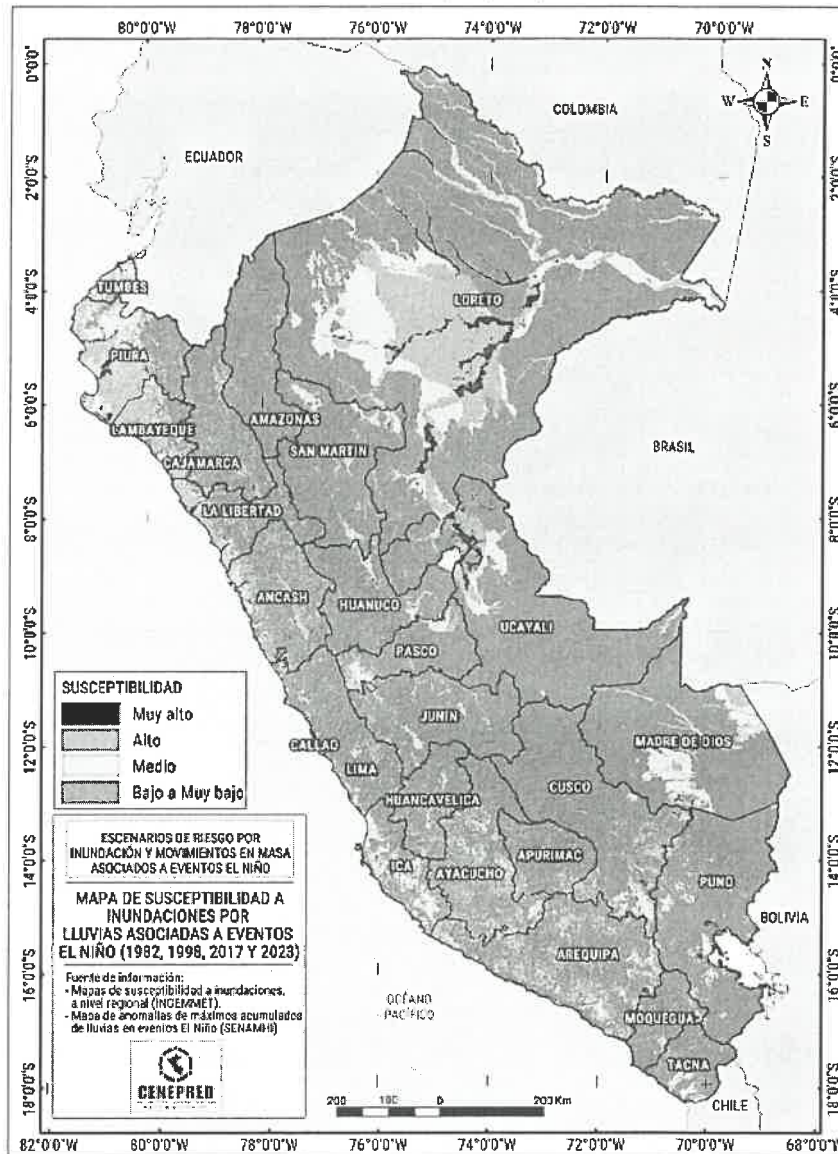 80°0'0"O 78°0'0"O 76°0'0"O 74°0'0"O 72°0'0"O 70°0'0"O
0°0'0"
2°0'0"S
4°0'0"S
6°0'0"S
8°0'0"S
10°0'0"S
12°0'0"S
14°0'0"S
16°0'0"S
18°0'0"S
N
W E
S
COLOMBIA
ECUADOR
TUMBES
LORETO
PIURA
AMAZONAS
LAMBAYEQUE
SAN MARTIN
BRASIL
CAJAMARCA
LA LIBERTAD
ANCASH
HUANUCO
UCAYALI
PASCO
JUNIN
CALLAO
MADRE DE DIOS
LIMA
CUSCO
HUANCAVELICA
APURIMAC
ICA
AYACUCHO
PUNO
BOLIVIA
AREQUIPA
OCÉANO
PACÍFICO
MOQUEGUA
TACNA
CHILE
SUSCEPTIBILIDAD
Muy alto
Alto
Medio
Bajo a Muy bajo
ESCENARIOS DE RIESGO POR
INUNDACIÓN Y MOVIMIENTOS EN MASA
ASOCIADOS A EVENTOS EL NIÑO
MAPA DE SUSCEPTIBILIDAD A
INUNDACIONES POR
LLUVIAS ASOCIADAS A EVENTOS
EL NIÑO (1982, 1998, 2017 Y 2023)
Fuente de información:
- Mapas de susceptibilidad a inundaciones,
a nivel regional (INGEMMET).
- Mapa de anomalías de máximos acumulados
de lluvias en eventos El Niño (SENAMHI)
CENEPRED
200 100 0 200 Km
82°0'0"O 80°0'0"O 78°0'0"O 76°0'0"O 74°0'0"O 72°0'0"O 70°0'0"O 68°0'0"O